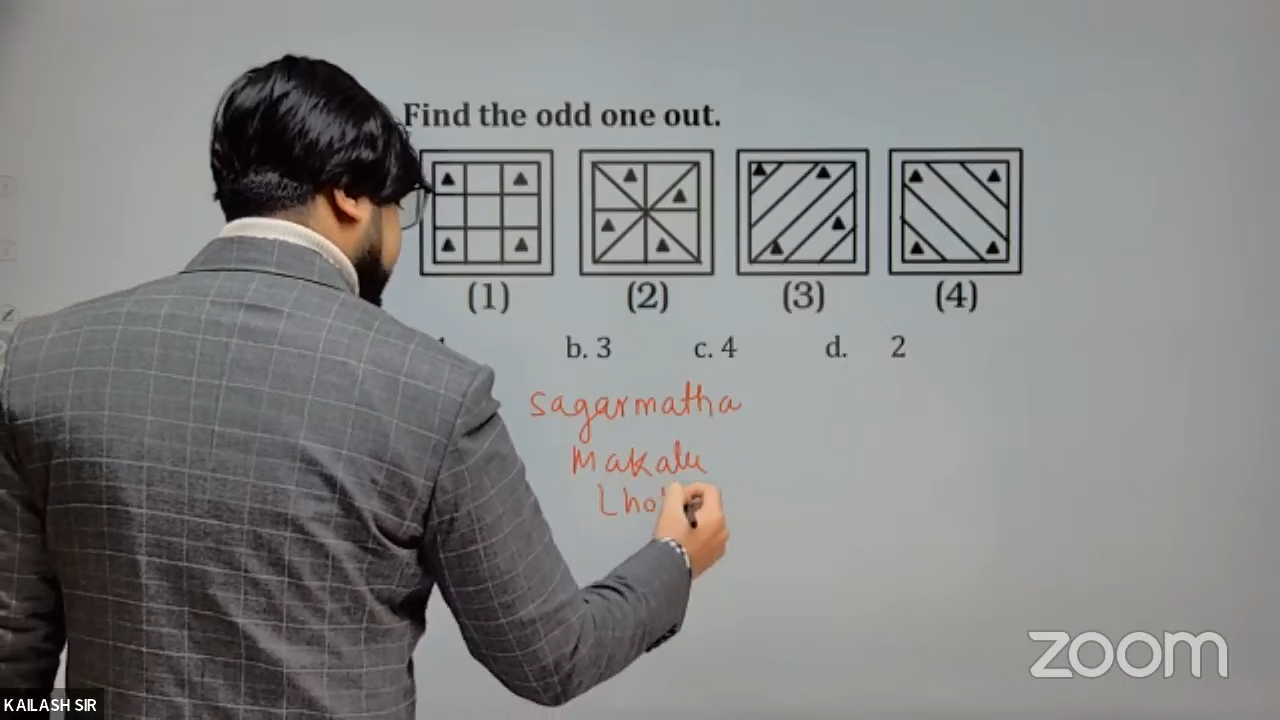 Find the odd one out.
(1) (2) (3) (4)
b. 3 c. 4 d. 2
Sagarmatha
Makalu
zoom
KAILASH SIR